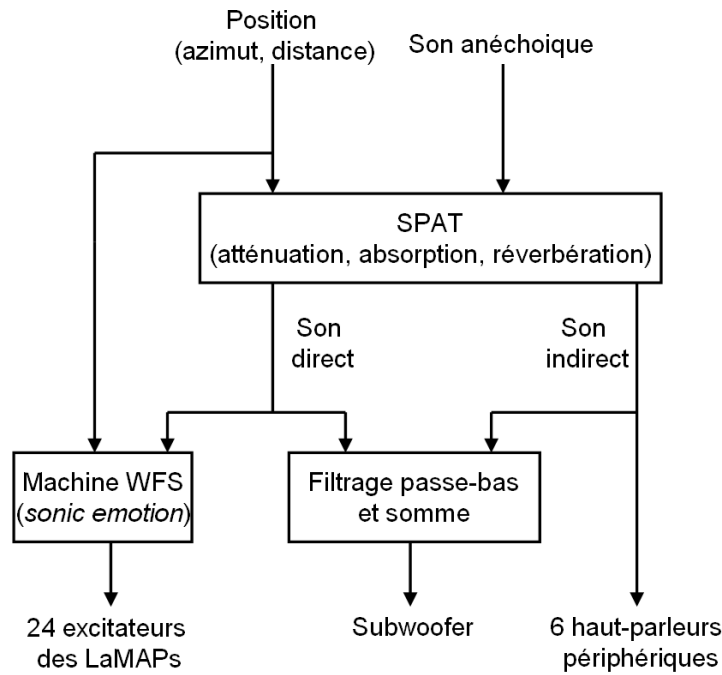 Position
(azimut, distance)
Son anéchoique
SPAT
(atténuation, absorption, réverbération)
Son
direct
Son
indirect
Machine WFS
(sonic emotion)
Filtrage passe-bas
et somme
24 excitateurs
des LaMAPs
Subwoofer
6 haut-parleurs
périphériques